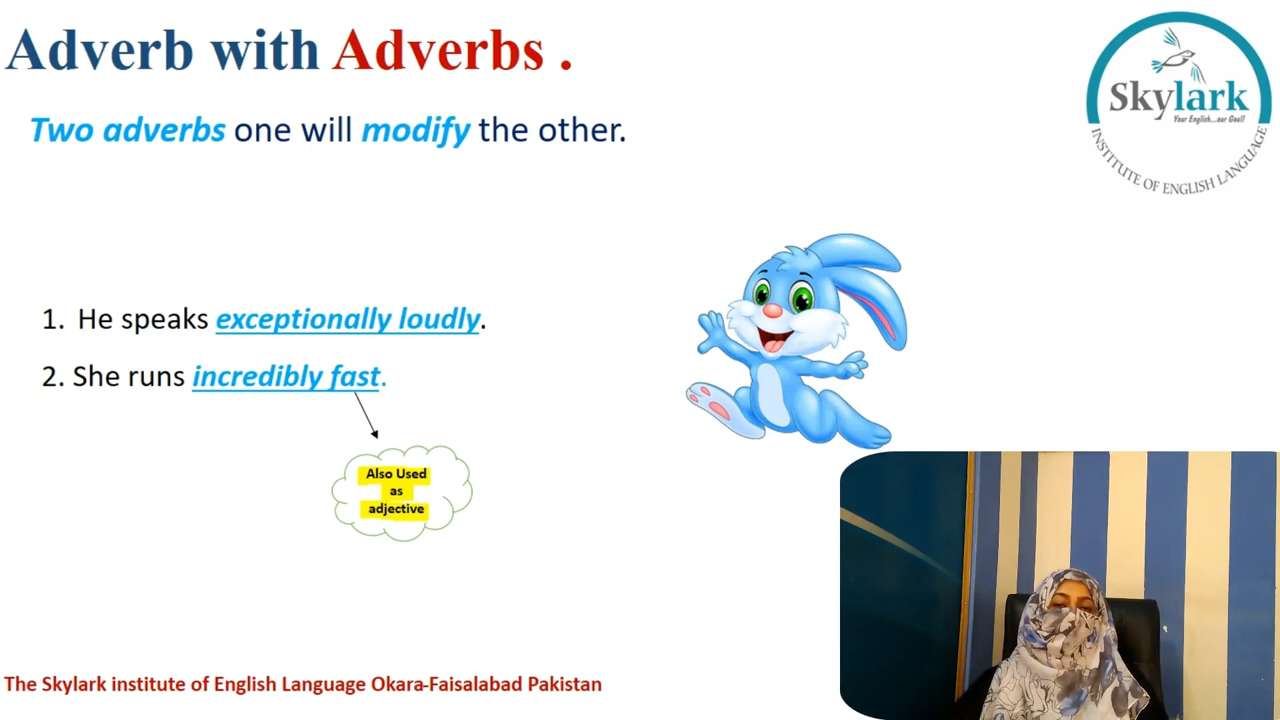 Adverb with Adverbs .
Two adverbs one will modify the other.
Skylark
Your English...our Goal!
INSTITUTE OF ENGLISH LANGUAGE
1. He speaks exceptionally loudly.
2. She runs incredibly fast.
Also Used
as
adjective
The Skylark institute of English Language Okara-Faisalabad Pakistan